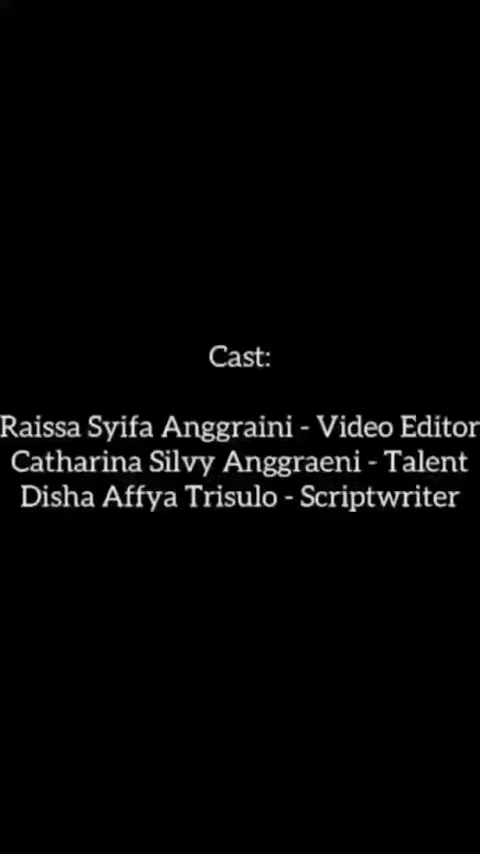 Cast:
Raissa Syifa Anggraini - Video Editor
Catharina Silvy Anggraeni - Talent
Disha Affya Trisulo - Scriptwriter